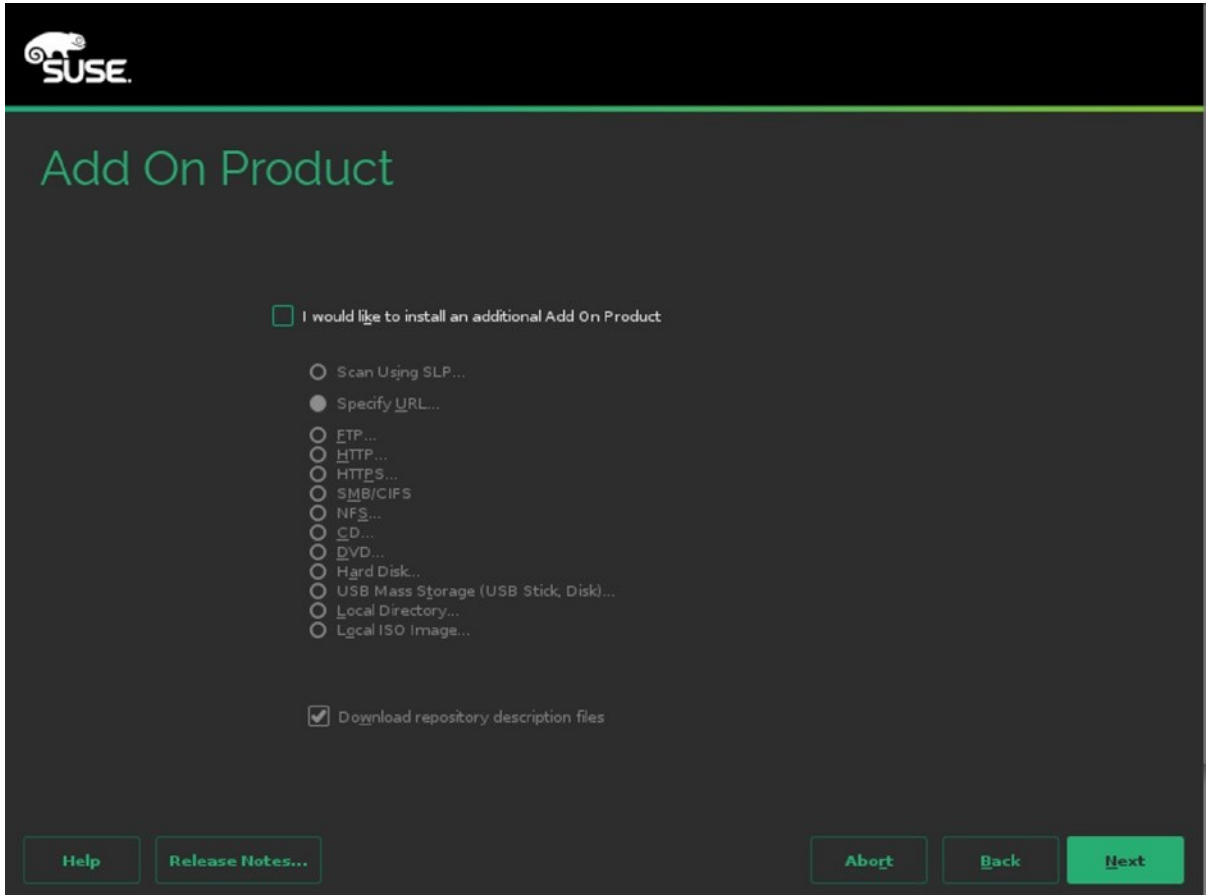 SUSE.
Add On Product
I would like to install an additional Add On Product
Scan Using SLP...
Specify URL...
FTP...
HTTP...
HTTPS...
SMB/CIFS
NFS...
CD...
DVD...
Hard Disk...
USB Mass Storage (USB Stick, Disk)...
Local Directory...
Local ISO Image...
Download repository description files
Help Release Notes... Abort Back Next